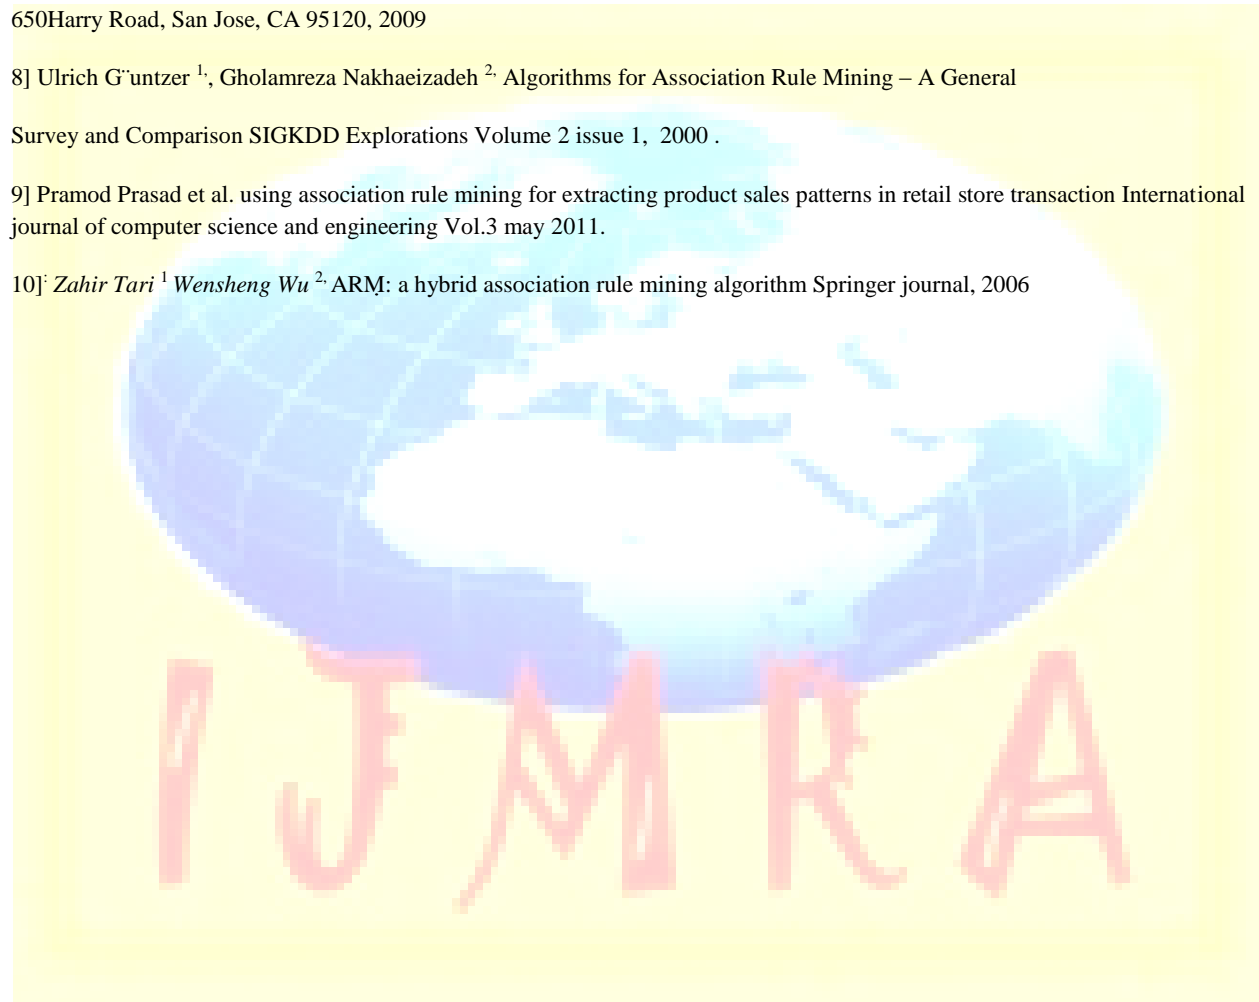 650Harry Road, San Jose, CA 95120, 2009
8] Ulrich G¨untzer 1,, Gholamreza Nakhaeizadeh 2, Algorithms for Association Rule Mining – A General
Survey and Comparison SIGKDD Explorations Volume 2 issue 1, 2000 .
9] Pramod Prasad et al. using association rule mining for extracting product sales patterns in retail store transaction International
journal of computer science and engineering Vol.3 may 2011.
10]: Zahir Tari 1 Wensheng Wu 2, ARṂ: a hybrid association rule mining algorithm Springer journal, 2006
IJMRA